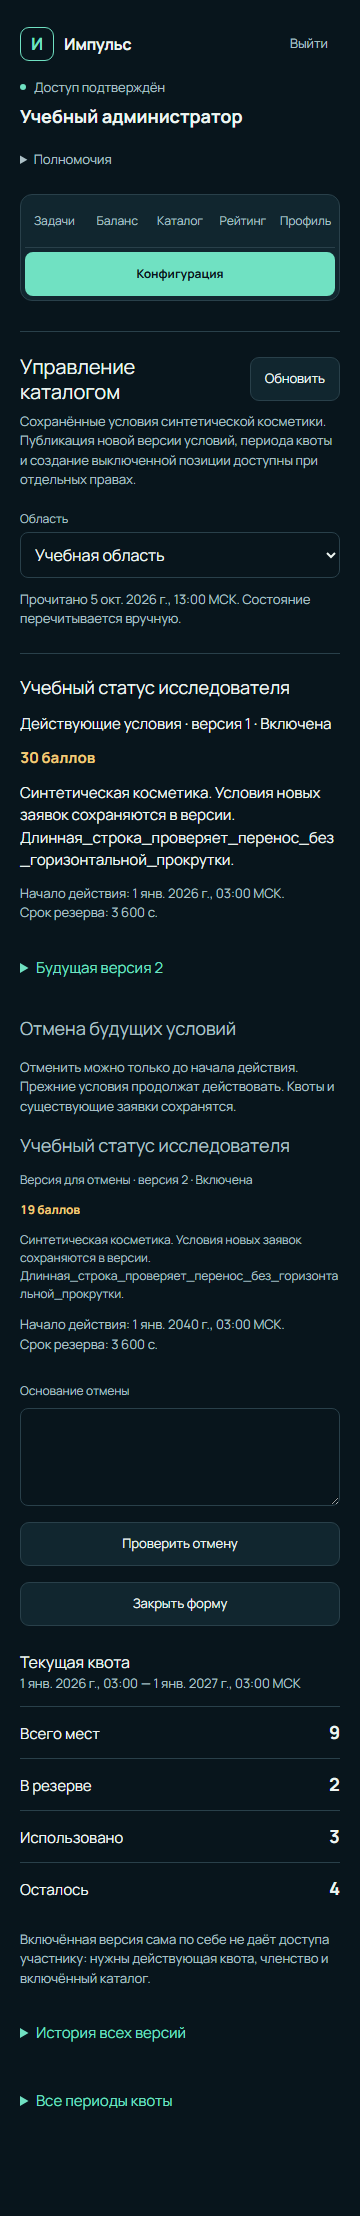 И Импульс Выйти
Доступ подтверждён
Учебный администратор
Полномочия
Задачи Баланс Каталог Рейтинг Профиль
Конфигурация
Управление
каталогом
Обновить
Сохранённые условия синтетической косметики.
Публикация новой версии условий, периода квоты
и создание выключенной позиции доступны при
отдельных правах.
Область
Учебная область
Прочитано 5 окт. 2026 г., 13:00 МСК. Состояние
перечитывается вручную.
Учебный статус исследователя
Действующие условия · версия 1 · Включена
30 баллов
Синтетическая косметика. Условия новых
заявок сохраняются в версии.
Длинная_строка_проверяет_перенос_без
_горизонтальной_прокрутки.
Начало действия: 1 янв. 2026 г., 03:00 МСК.
Срок резерва: 3 600 с.
Будущая версия 2
Отмена будущих условий
Отменить можно только до начала действия.
Прежние условия продолжат действовать. Квоты и
существующие заявки сохранятся.
Учебный статус исследователя
Версия для отмены · версия 2 · Включена
19 баллов
Синтетическая косметика. Условия новых заявок
сохраняются в версии.
Длинная_строка_проверяет_перенос_без_горизонта
льной_прокрутки.
Начало действия: 1 янв. 2040 г., 03:00 МСК.
Срок резерва: 3 600 с.
Основание отмены
Проверить отмену
Закрыть форму
Текущая квота
1 янв. 2026 г., 03:00 — 1 янв. 2027 г., 03:00 МСК
Всего мест 9
В резерве 2
Использовано 3
Осталось 4
Включённая версия сама по себе не даёт доступа
участнику: нужны действующая квота, членство и
включённый каталог.
История всех версий
Все периоды квоты